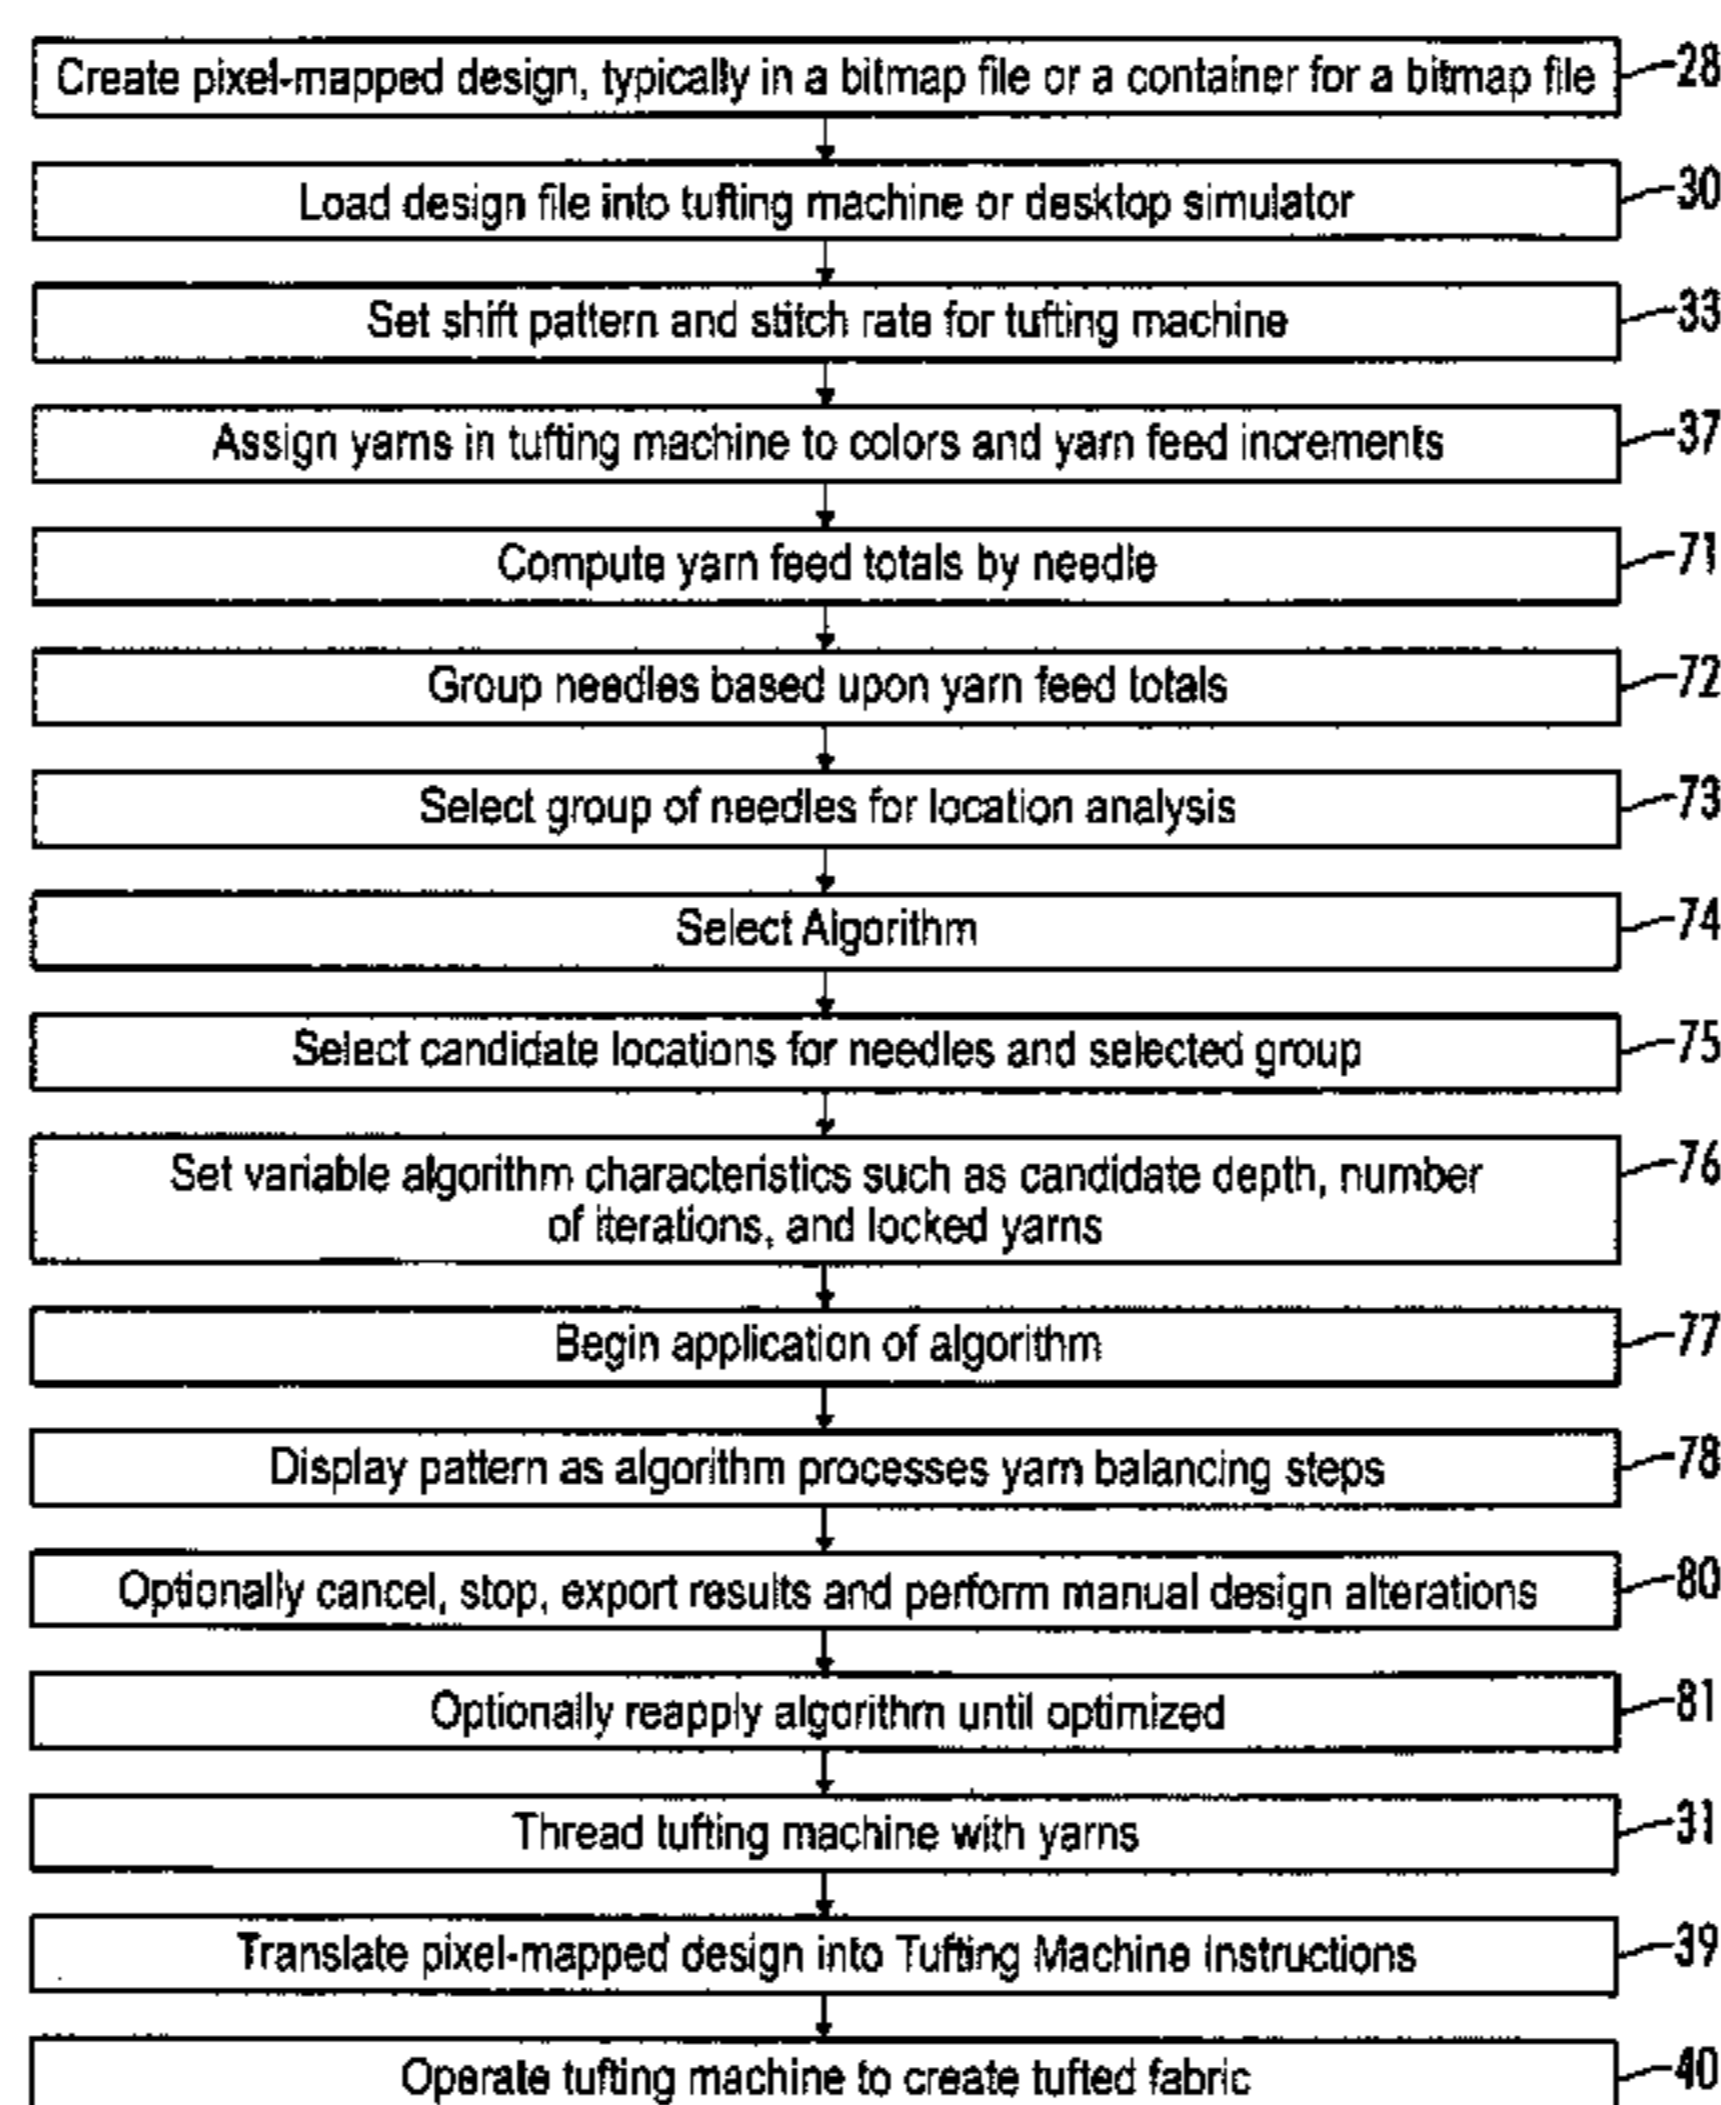 Create pixel-mapped design, typically in a bitmap file or a container for a bitmap file 28
Load design file into tufting machine or desktop simulator 30
Set shift pattern and stitch rate for tufting machine 33
Assign yarns in tufting machine to colors and yarn feed increments 37
Compute yarn feed totals by needle 71
Group needles based upon yarn feed totals 72
Select group of needles for location analysis 73
Select Algorithm 74
Select candidate locations for needles and selected group 75
Set variable algorithm characteristics such as candidate depth, number 76
of iterations, and locked yarns
Begin application of algorithm 77
Display pattern as algorithm processes yarn balancing steps 78
Optionally cancel, stop, export results and perform manual design alterations 80
Optionally reapply algorithm until optimized 81
Thread tufting machine with yarns 31
Translate pixel-mapped design into Tufting Machine Instructions 39
Operate tufting machine to create tufted fabric 40